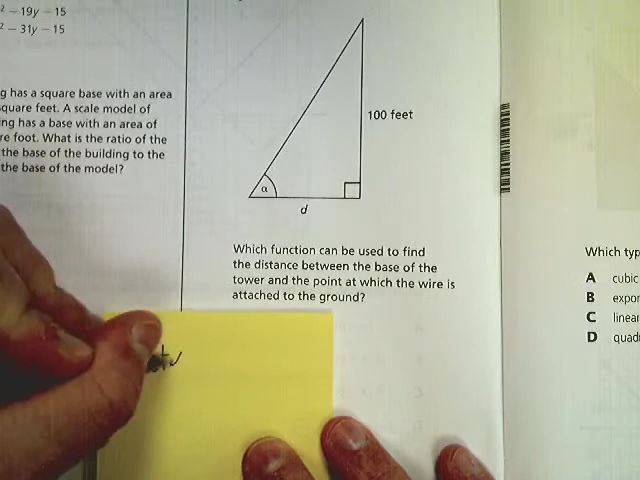 ² – 19y – 15
² – 31y – 15
g has a square base with an area
square feet. A scale model of
ng has a base with an area of
re foot. What is the ratio of the
the base of the building to the
the base of the model?
100 feet
α
d
Which function can be used to find
the distance between the base of the
tower and the point at which the wire is
attached to the ground?
Which typ
A cubic
B expor
C linear
D quad